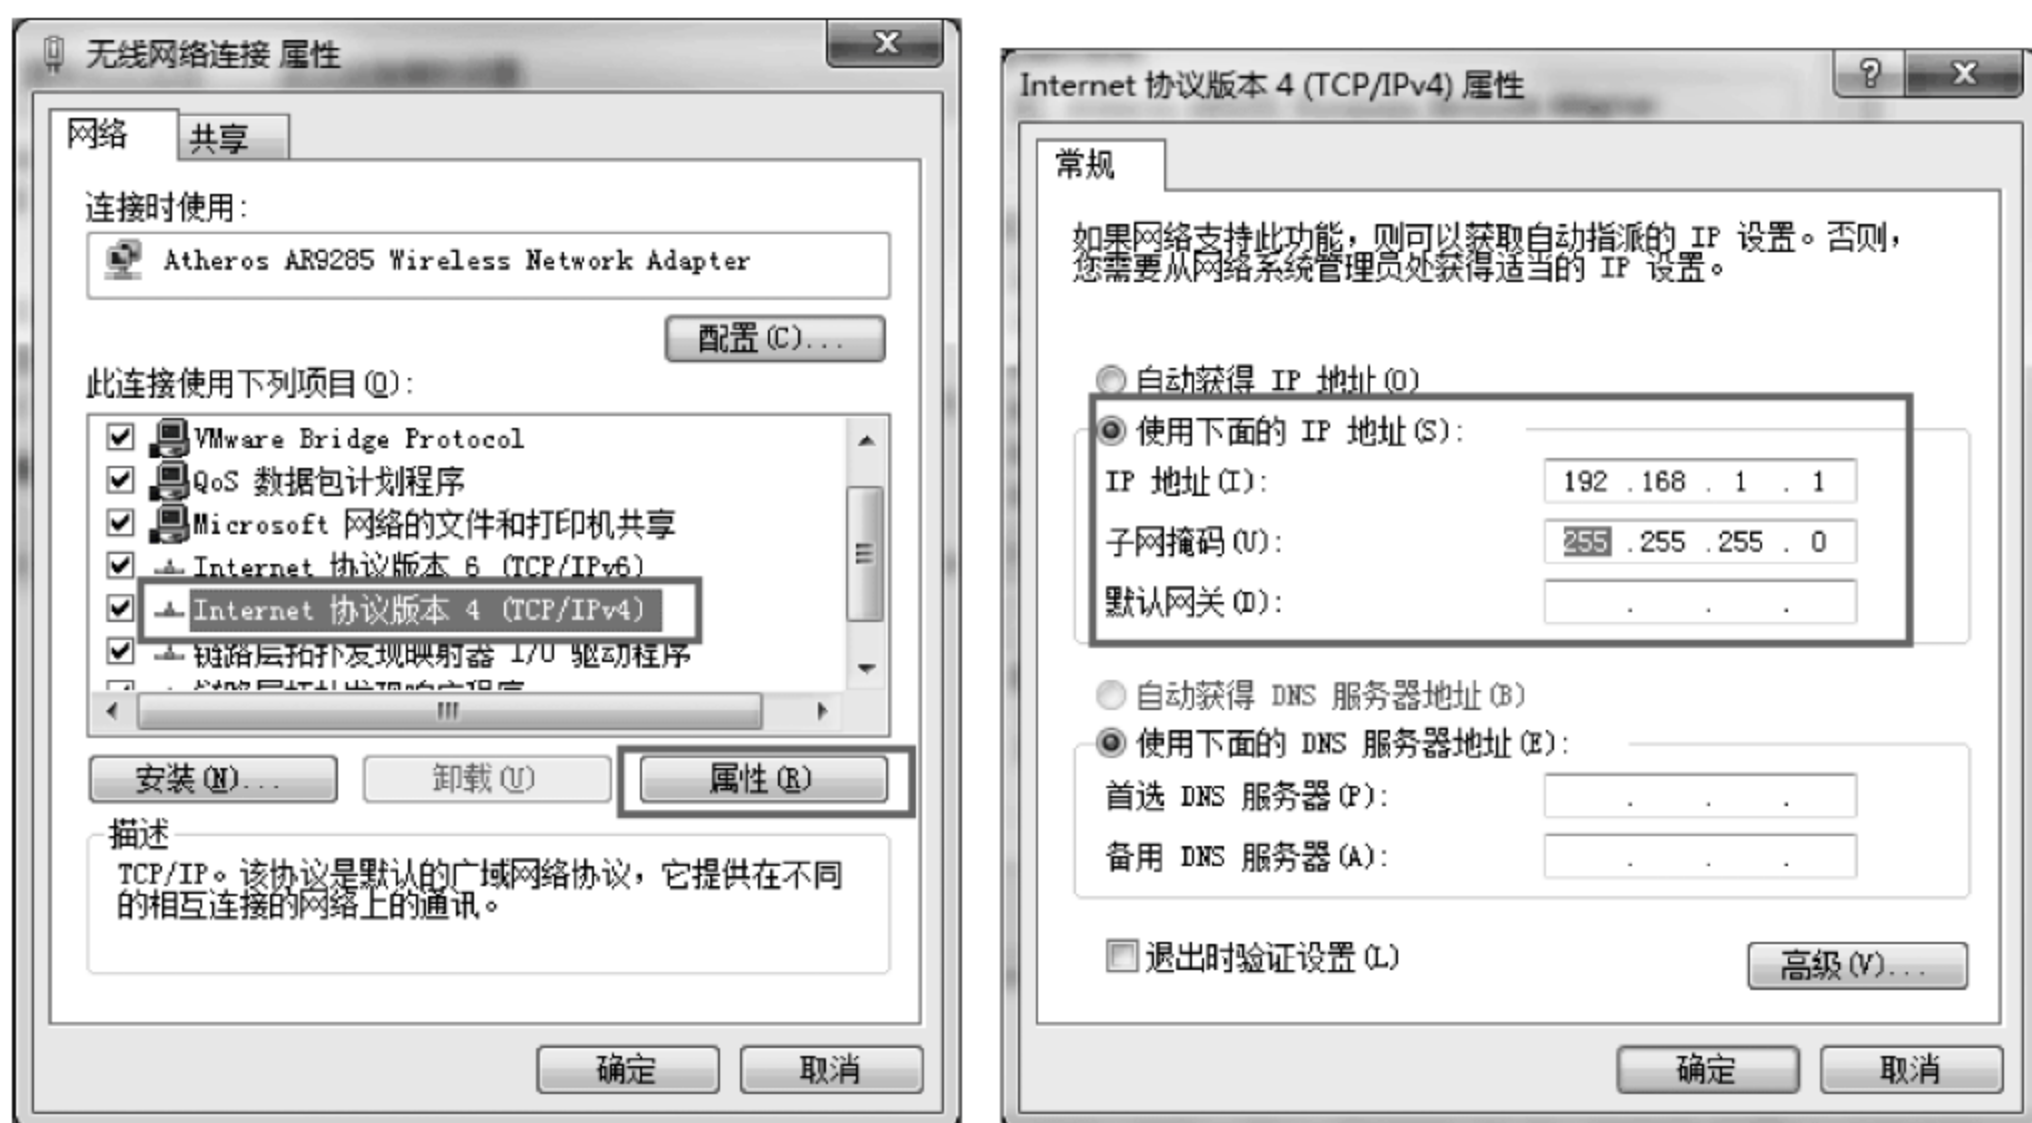 无线网络连接 属性
网络
共享
连接时使用:
Atheros AR9285 Wireless Network Adapter
配置(C)...
此连接使用下列项目(O):
VMware Bridge Protocol
QoS 数据包计划程序
Microsoft 网络的文件和打印机共享
Internet 协议版本 6 (TCP/IPv6)
Internet 协议版本 4 (TCP/IPv4)
链路层拓扑发现映射器 I/O 驱动程序
链路层拓扑发现响应程序
安装(N)...
卸载(U)
属性(R)
描述
TCP/IP。该协议是默认的广域网络协议，它提供在不同
的相互连接的网络上的通讯。
确定
取消
Internet 协议版本 4 (TCP/IPv4) 属性
常规
如果网络支持此功能，则可以获取自动指派的 IP 设置。否则，
您需要从网络系统管理员处获得适当的 IP 设置。
自动获得 IP 地址(O)
使用下面的 IP 地址(S):
IP 地址(I): 192 .168 . 1 . 1
子网掩码(U): 255 .255 .255 . 0
默认网关(D): . . .
自动获得 DNS 服务器地址(B)
使用下面的 DNS 服务器地址(E):
首选 DNS 服务器(P): . . .
备用 DNS 服务器(A): . . .
退出时验证设置(L)
高级(V)...
确定
取消